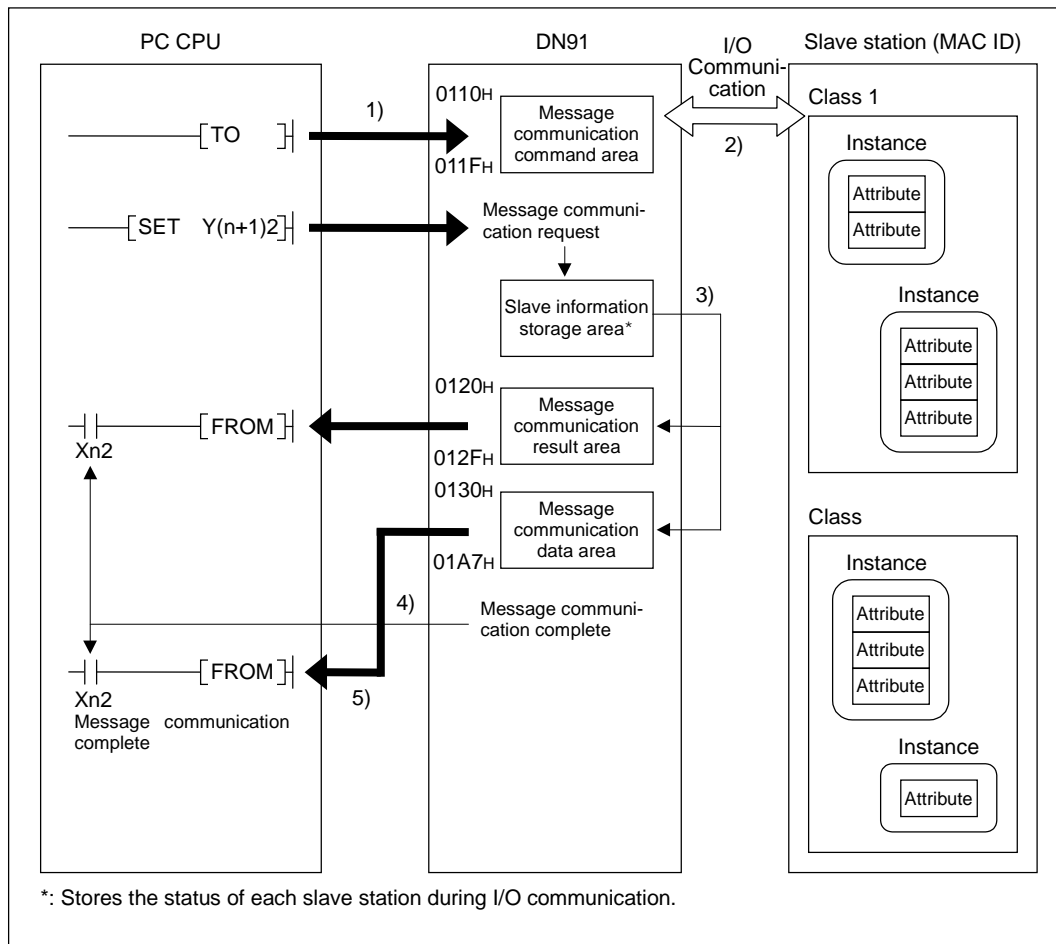 PC CPU
DN91
I/O
Communi-
cation
Slave station (MAC ID)
1)
2)
[TO ]
0110H
011FH
Message
communication
command area
Class 1
Instance
Attribute
Attribute
[SET Y(n+1)2]
Message communi-
cation request
Slave information
storage area*
3)
Instance
Attribute
Attribute
Attribute
Xn2
[FROM ]
0120H
012FH
Message
communication
result area
0130H
01A7H
Message
communication
data area
Class
Instance
Attribute
Attribute
Attribute
4)
Message communi-
cation complete
Xn2
[FROM ]
5)
Message communication
complete
Instance
Attribute
*: Stores the status of each slave station during I/O communication.